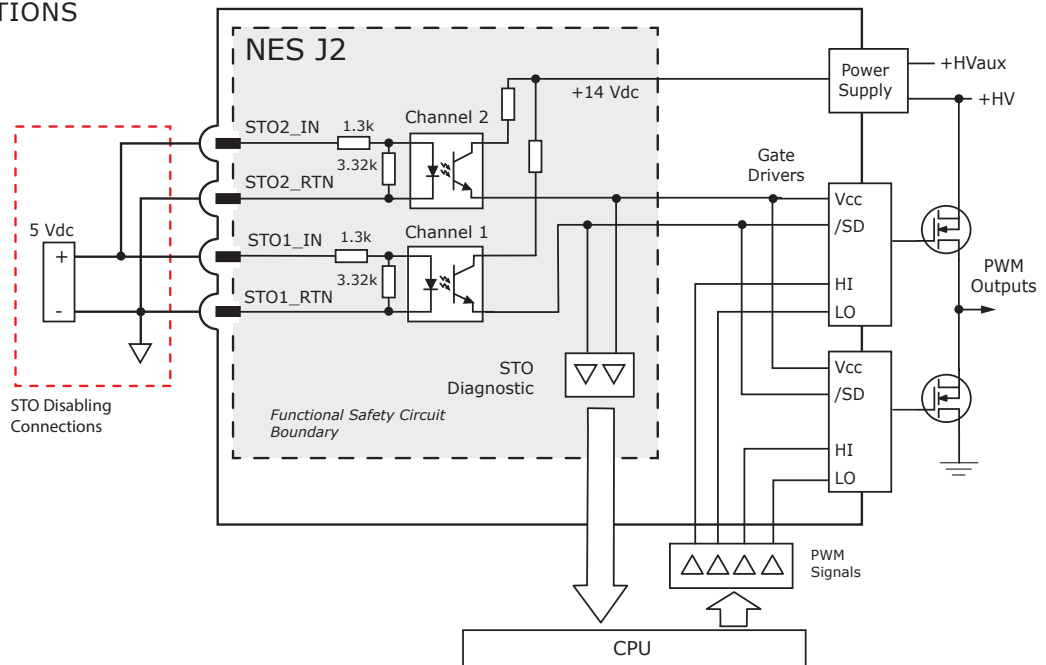 TIONS
NES J2
Power
Supply
+HVaux
+HV
+14 Vdc
STO2_IN
1.3k
Channel 2
3.32k
STO2_RTN
Gate
Drivers
Vcc
/SD
HI
LO
5 Vdc
+
-
STO1_IN
1.3k
Channel 1
3.32k
STO1_RTN
PWM
Outputs
STO
Diagnostic
Vcc
/SD
HI
LO
STO Disabling
Connections
Functional Safety Circuit
Boundary
PWM
Signals
CPU